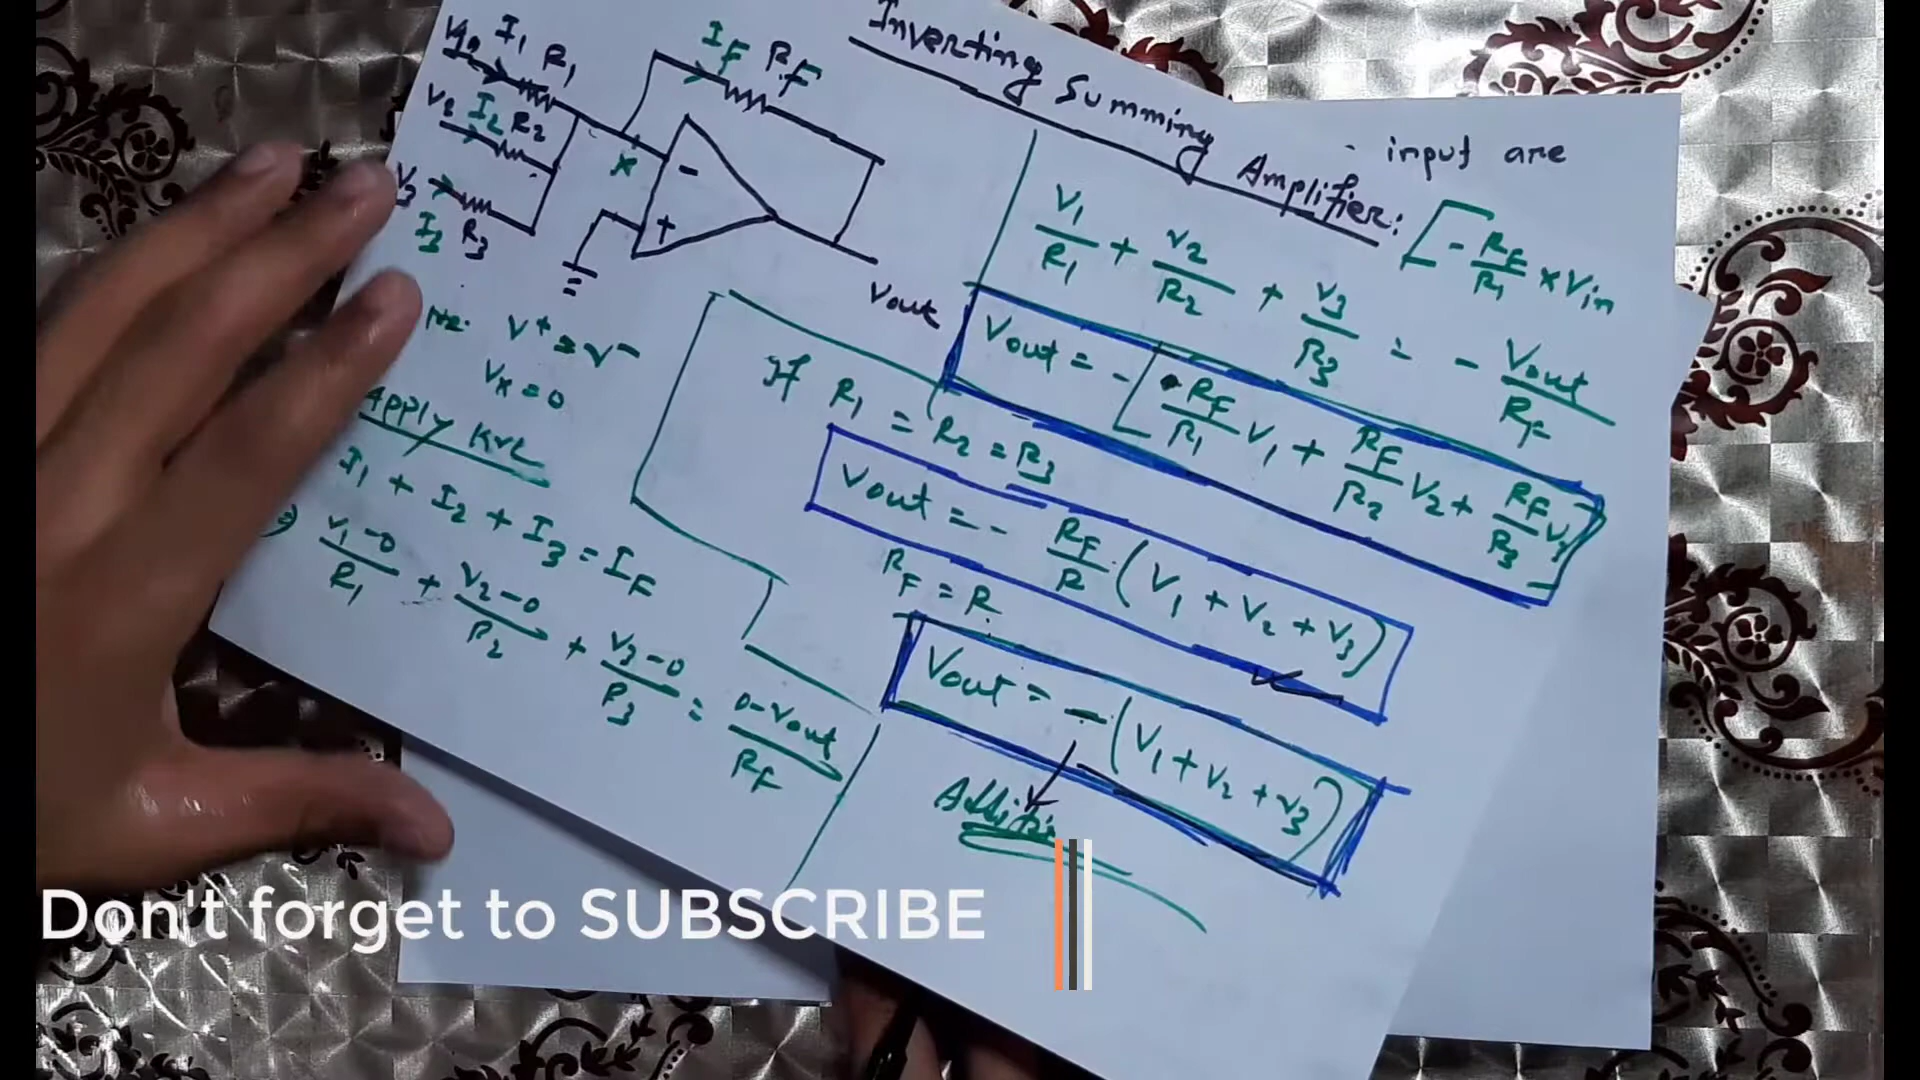 Inverting Summing Amplifier:
input are
I1 R1
V2 I2 R2
V3
I3 R3
IF RF
x
-
+
Vout
V+ = V-
Vx = 0
Apply
I1 + I2 + I3 = IF
⇒ V1-0/R1 + V2-0/R2 + V3-0/R3 = 0-Vout/RF
V1/R1 + V2/R2 + V3/R3 = - Vout/RF
[- RF/R1 × Vin
Vout = -[RF/R1 V1 + RF/R2 V2 + RF/R3 V3]
If R1 = R2 = R3
Vout = - RF/R (V1 + V2 + V3)
RF = R
Vout = -(V1 + V2 + V3)
Don't forget to SUBSCRIBE